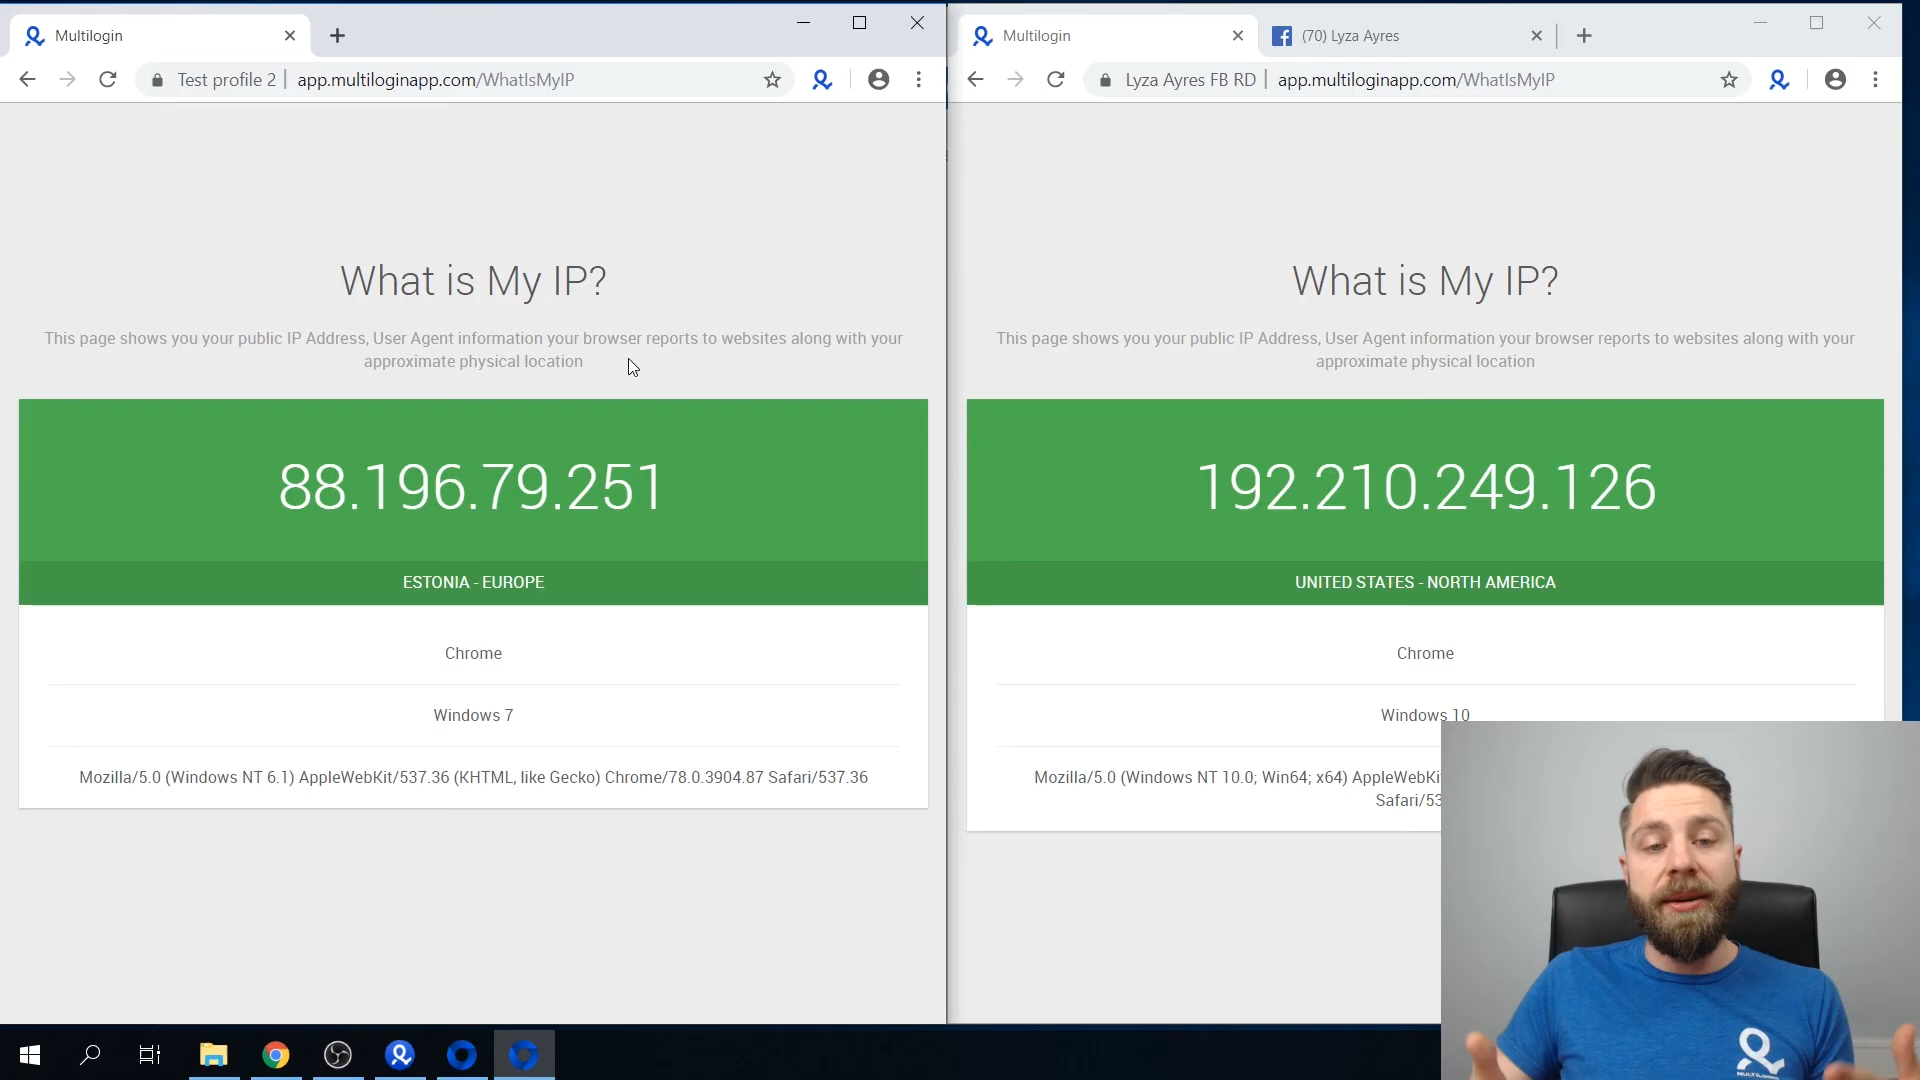 Multilogin
Test profile 2 | app.multiloginapp.com/WhatIsMyIP
What is My IP?
This page shows you your public IP Address, User Agent information your browser reports to websites along with your
approximate physical location
88.196.79.251
ESTONIA - EUROPE
Chrome
Windows 7
Mozilla/5.0 (Windows NT 6.1) AppleWebKit/537.36 (KHTML, like Gecko) Chrome/78.0.3904.87 Safari/537.36
Multilogin
(70) Lyza Ayres
Lyza Ayres FB RD | app.multiloginapp.com/WhatIsMyIP
What is My IP?
This page shows you your public IP Address, User Agent information your browser reports to websites along with your
approximate physical location
192.210.249.126
UNITED STATES - NORTH AMERICA
Chrome
Windows 10
Mozilla/5.0 (Windows NT 10.0; Win64; x64) AppleWebKi
Safari/53
MULTILOGIN